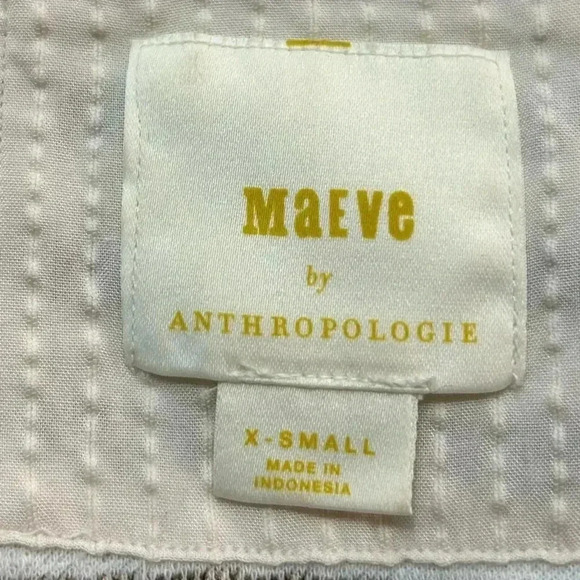 MaEVe
by
ANTHROPOLOGIE
X-SMALL
MADE IN
INDONESIA